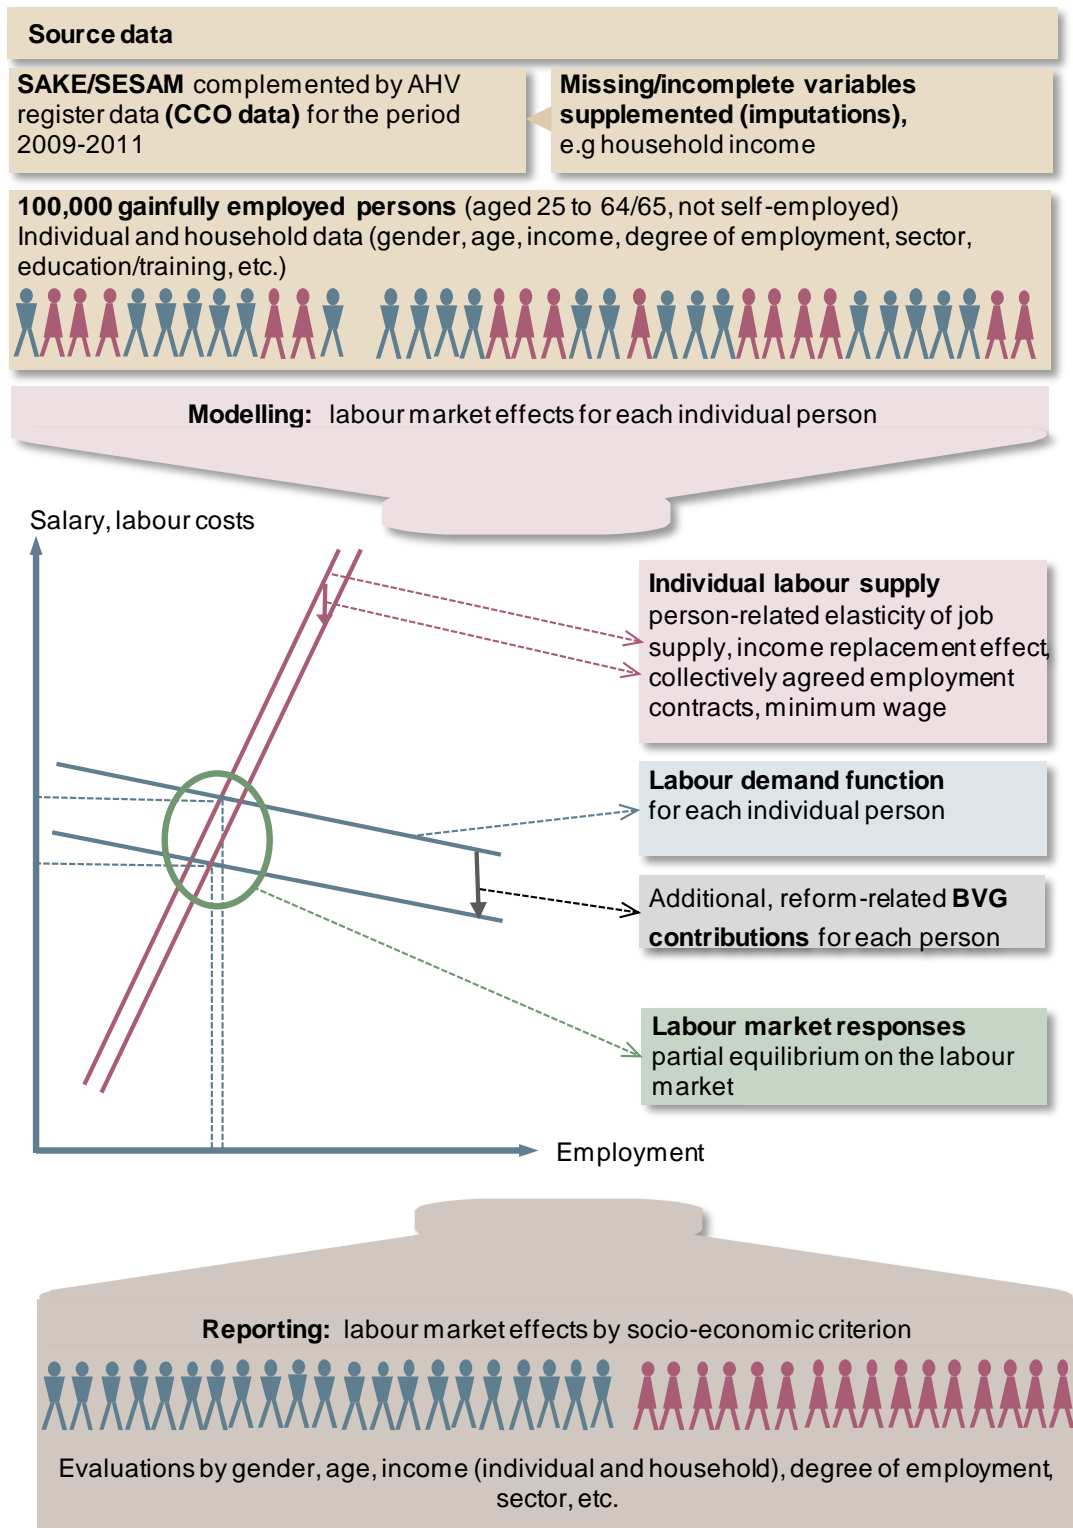 Source data
SAKE/SESAM complemented by AHV
register data (CCO data) for the period
2009-2011
Missing/incomplete variables
supplemented (imputations),
e.g household income
100,000 gainfully employed persons (aged 25 to 64/65, not self-employed)
Individual and household data (gender, age, income, degree of employment, sector,
education/training, etc.)
Modelling: labour market effects for each individual person
Salary, labour costs
Individual labour supply
person-related elasticity of job
supply, income replacement effect,
collectively agreed employment
contracts, minimum wage
Labour demand function
for each individual person
Additional, reform-related BVG
contributions for each person
Labour market responses
partial equilibrium on the labour
market
Employment
Reporting: labour market effects by socio-economic criterion
Evaluations by gender, age, income (individual and household), degree of employment,
sector, etc.